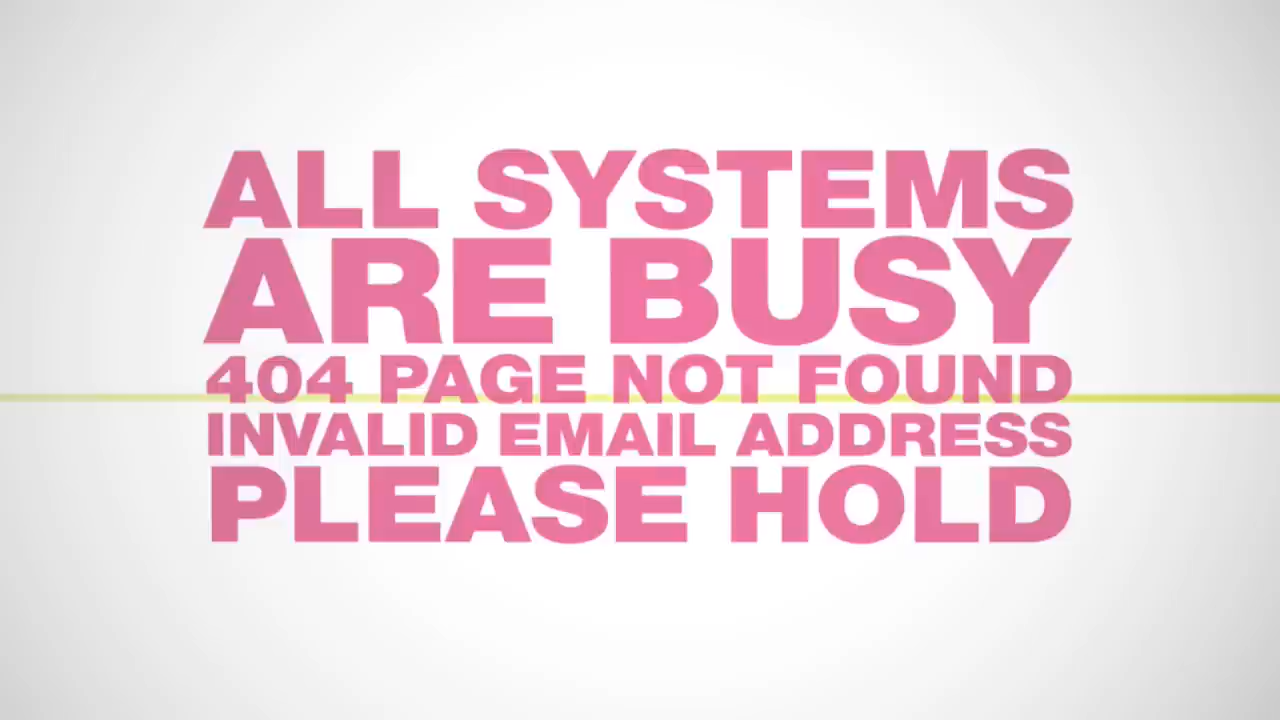 ALL SYSTEMS
ARE BUSY
404 PAGE NOT FOUND
INVALID EMAIL ADDRESS
PLEASE HOLD